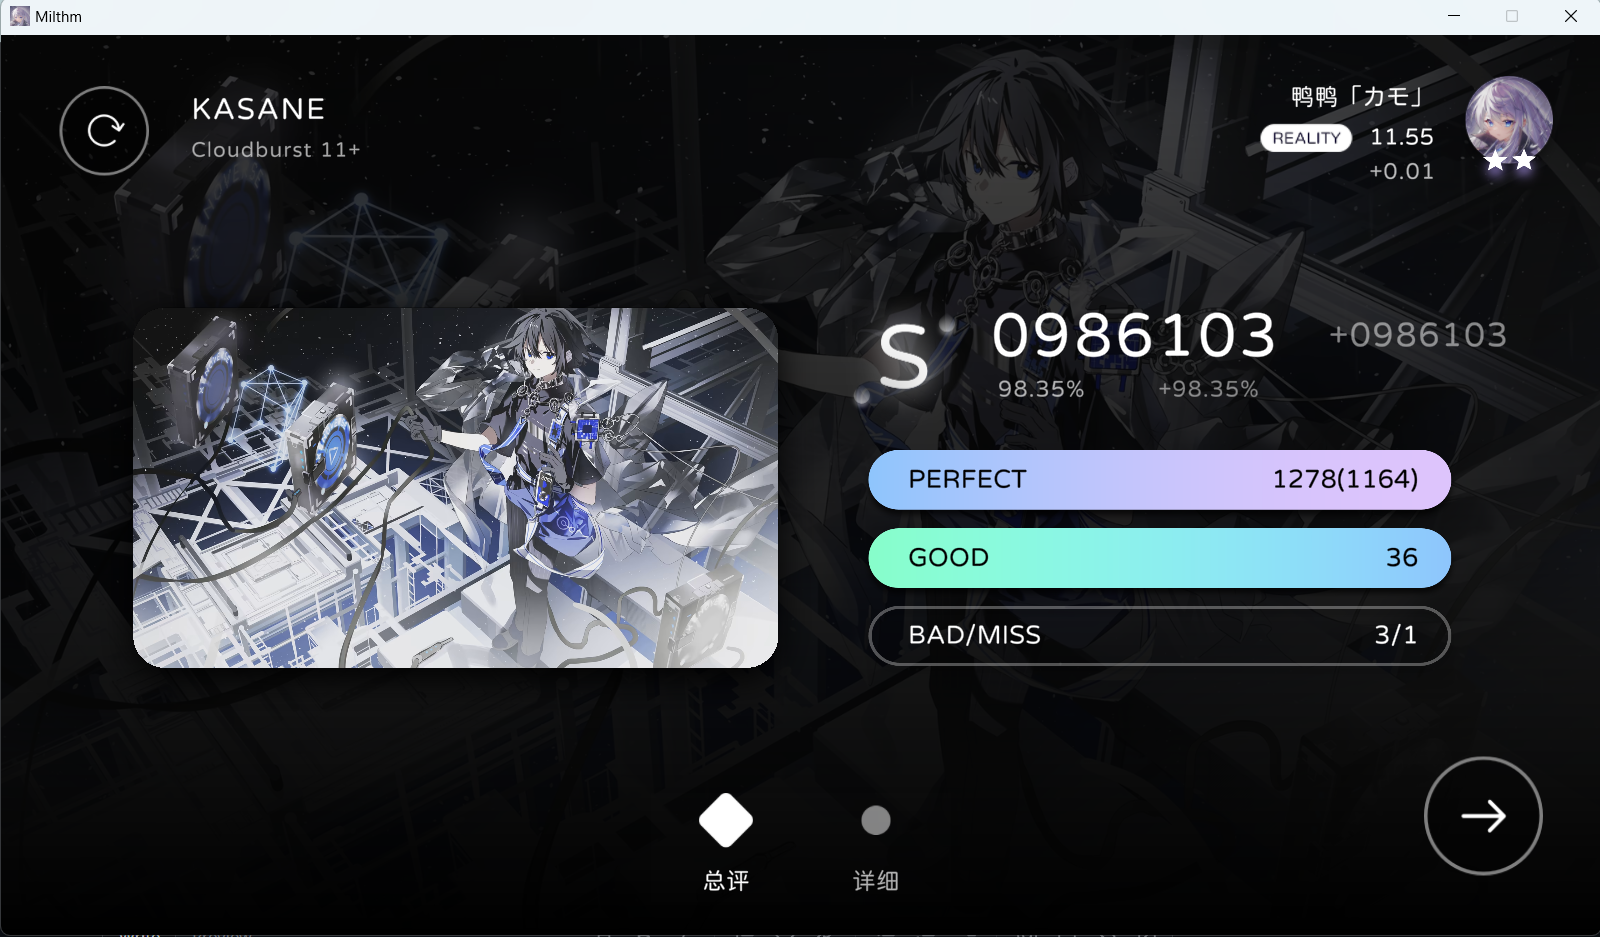 Milthm
KASANE
Cloudburst 11+
鸭鸭「カモ」
REALITY 11.55
+0.01
S 0986103 +0986103
98.35% +98.35%
PERFECT 1278(1164)
GOOD 36
BAD/MISS 3/1
总评 详细